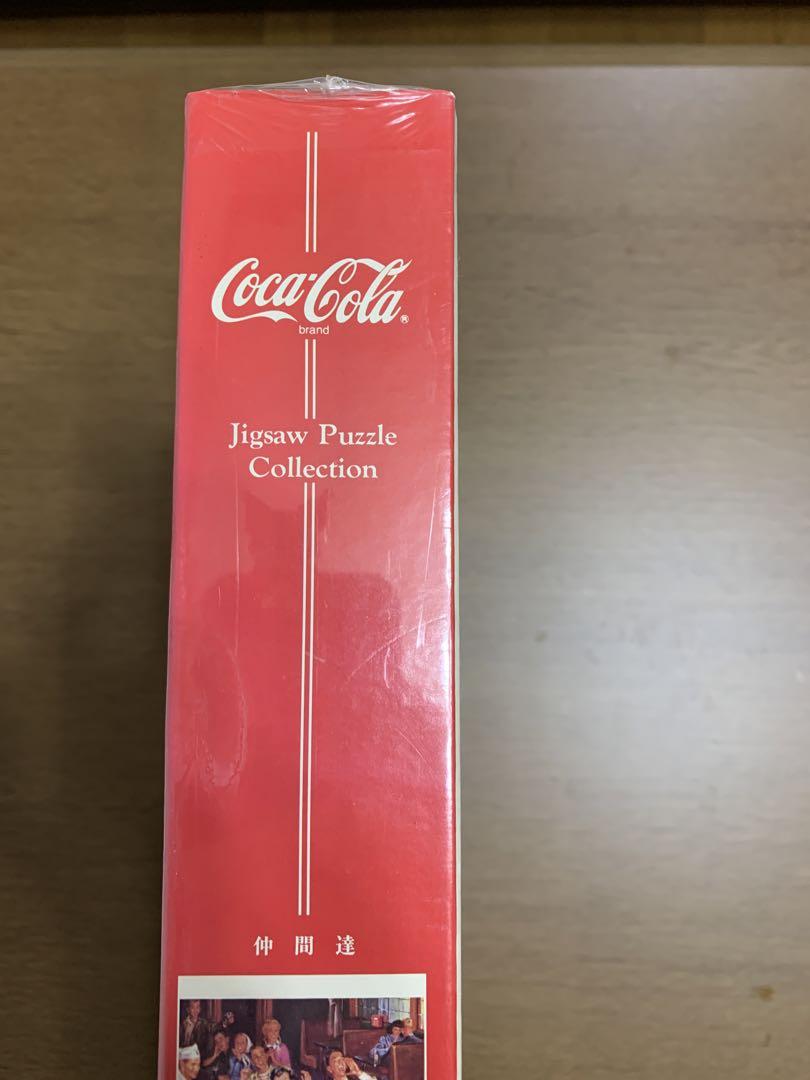 Coca-Cola®
brand
Jigsaw Puzzle
Collection
仲間達